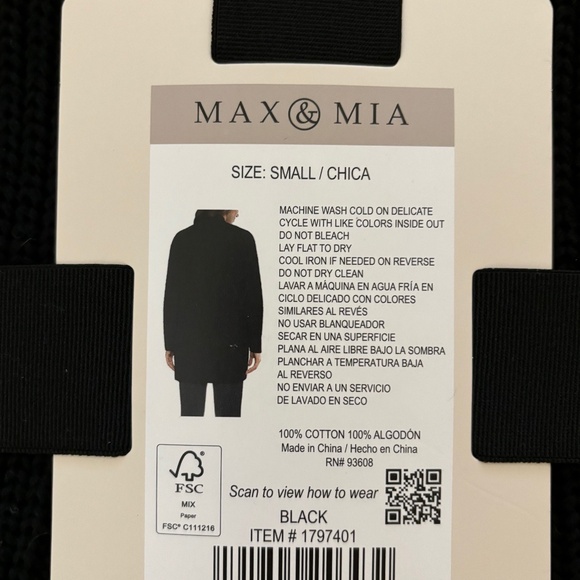 MAX & MIA
SIZE: SMALL / CHICA
MACHINE WASH COLD ON DELICATE
CYCLE WITH LIKE COLORS INSIDE OUT
DO NOT BLEACH
LAY FLAT TO DRY
COOL IRON IF NEEDED ON REVERSE
DO NOT DRY CLEAN
LAVAR A MÁQUINA EN AGUA FRÍA EN
CICLO DELICADO CON COLORES
SIMILARES AL REVÉS
NO USAR BLANQUEADOR
SECAR EN UNA SUPERFICIE
PLANA AL AIRE LIBRE BAJO LA SOMBRA
PLANCHAR A TEMPERATURA BAJA
AL REVERSO
NO ENVIAR A UN SERVICIO
DE LAVADO EN SECO
100% COTTON 100% ALGODÓN
Made in China / Hecho en China
RN# 93608
FSC
MIX
Paper
FSC® C111216
Scan to view how to wear
BLACK
ITEM # 1797401